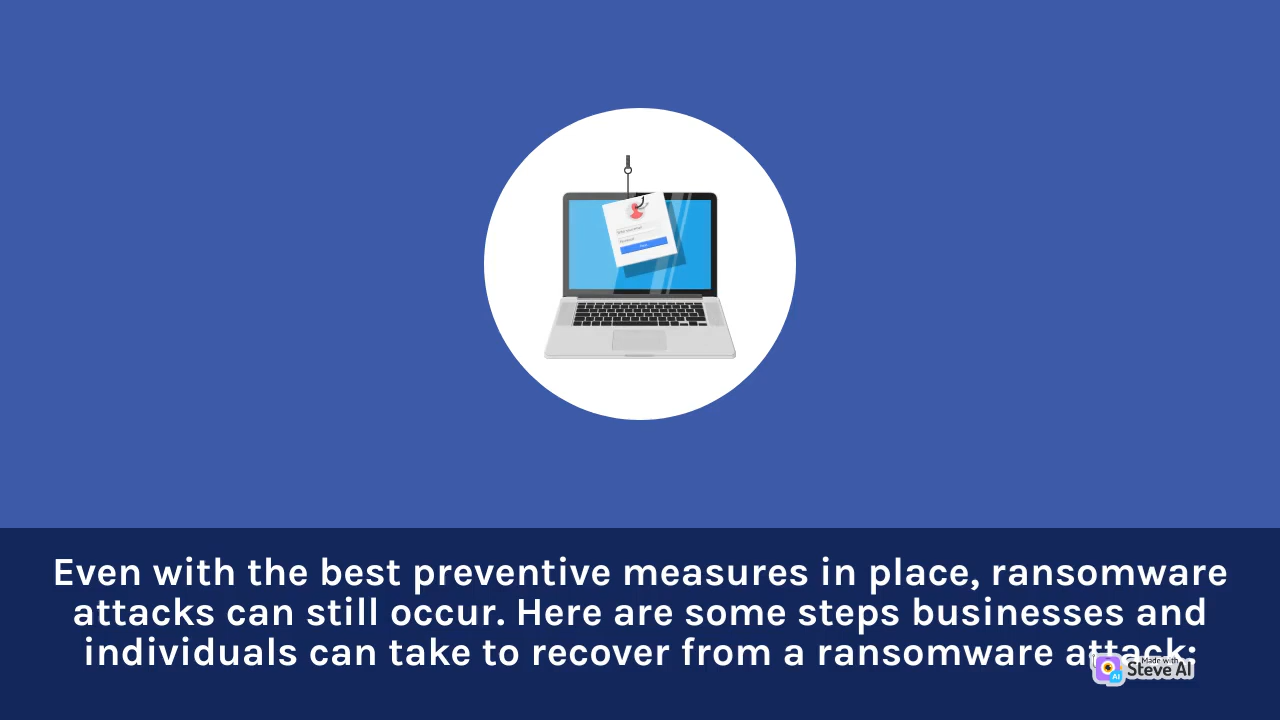 Even with the best preventive measures in place, ransomware
attacks can still occur. Here are some steps businesses and
individuals can take to recover from a ransomware attack:
Made with
Steve AI
AI